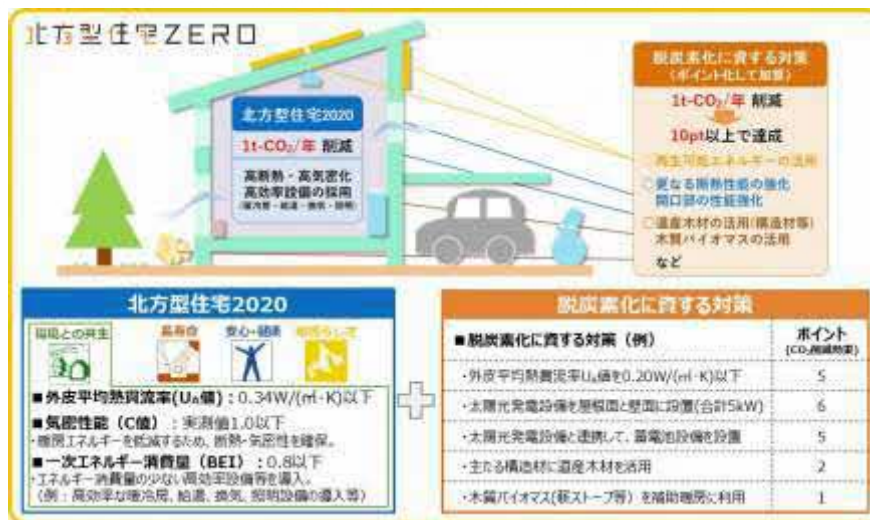 北方型住宅ZERO
北方型住宅2020
1t-CO₂/年 削減
高断熱・高気密化
高効率設備の採用
(暖冷房・給湯・換気・照明)
脱炭素化に資する対策
(ポイント化して加算)
1t-CO₂/年 削減
10pt以上で達成
○再生可能エネルギーの活用
○更なる断熱性能の強化
開口部の性能強化
○道産木材の活用(構造材等)
木質バイオマスの活用
など
北方型住宅2020
環境との共生
長寿命
安心・健康
地域らしさ
■外皮平均熱貫流率(UA値)：0.34W/(㎡·K)以下
■気密性能（C値）：実測値1.0以下
・暖房エネルギーを低減するため、断熱・気密性を確保。
■一次エネルギー消費量（BEI）：0.8以下
・エネルギー消費量の少ない高効率設備等を導入。
（例：高効率な暖冷房、給湯、換気、照明設備の導入等）
脱炭素化に資する対策
■脱炭素化に資する対策（例）
ポイント
(CO₂削減効果)
・外皮平均熱貫流率UA値を0.20W/(㎡·K)以下 5
・太陽光発電設備を屋根面と壁面に設置(合計5kW) 6
・太陽光発電設備と連携して、蓄電池設備を設置 5
・主たる構造材に道産木材を活用 2
・木質バイオマス(薪ストーブ等）を補助暖房に利用 1